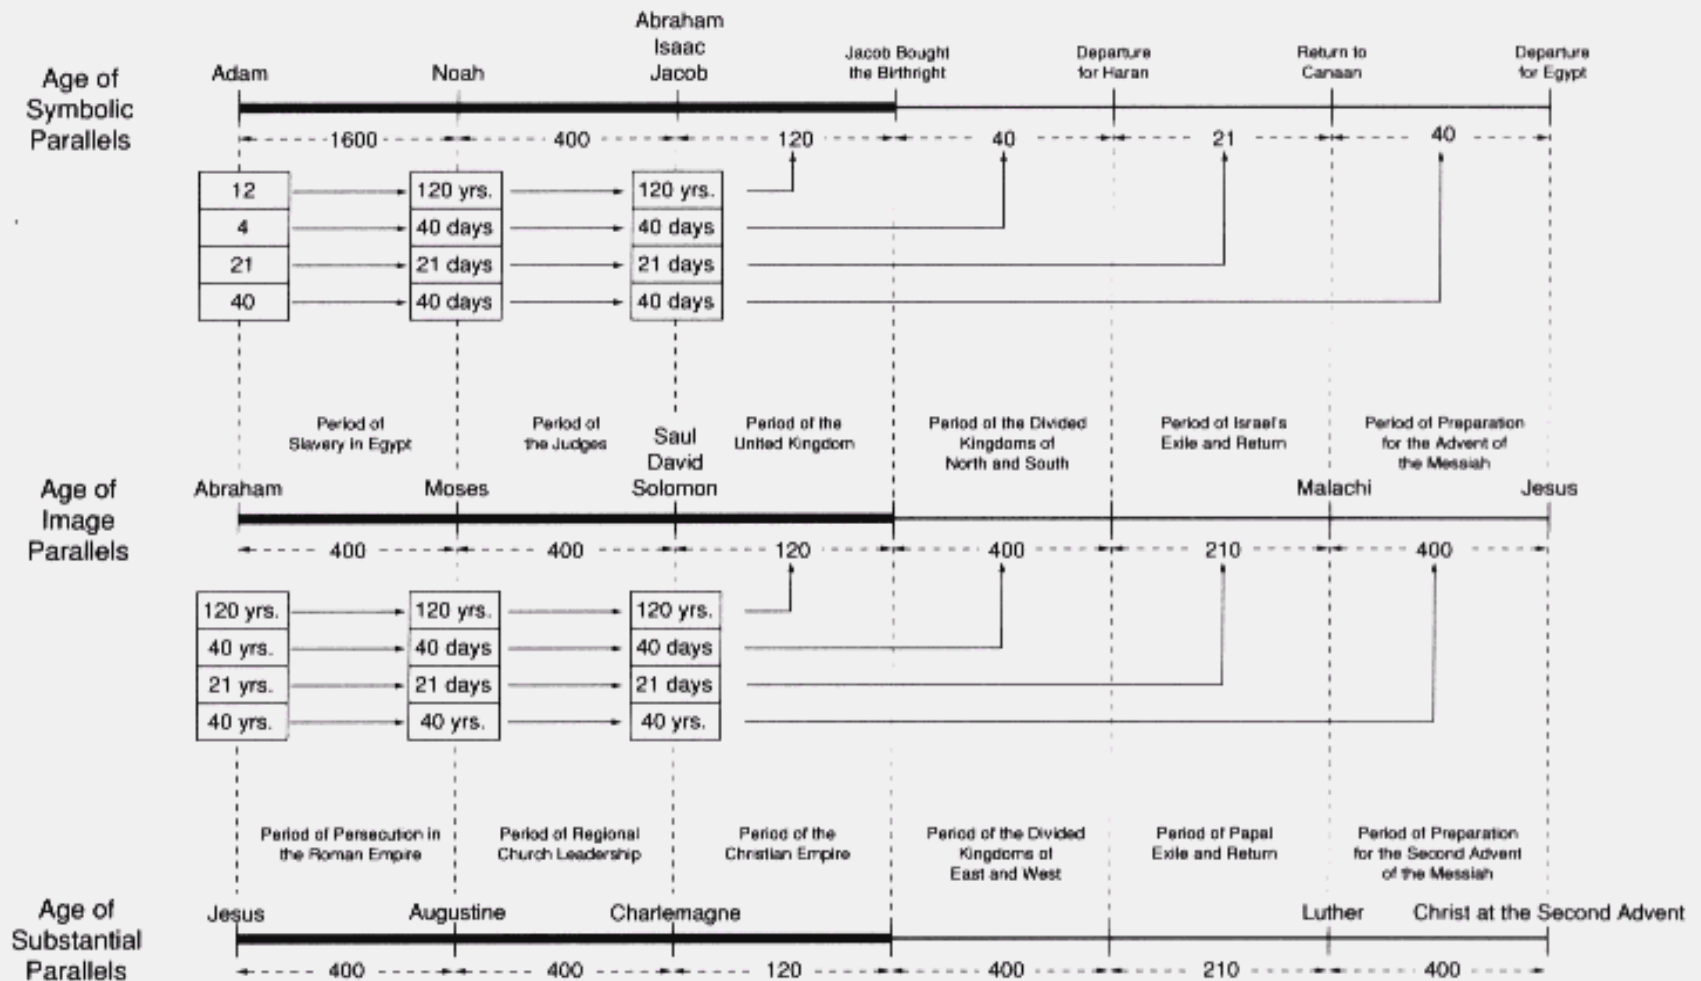 Age of
Symbolic
Parallels
Adam
Noah
Abraham
Isaac
Jacob
Jacob Bought
the Birthright
Departure
for Haran
Return to
Canaan
Departure
for Egypt
1600
400
120
40
21
40
12
120 yrs.
120 yrs.
4
40 days
40 days
21
21 days
21 days
40
40 days
40 days
Age of
Image
Parallels
Period of
Slavery in Egypt
Period of
the Judges
Period of the
United Kingdom
Period of the Divided
Kingdoms of
North and South
Period of Israel's
Exile and Return
Period of Preparation
for the Advent of
the Messiah
Abraham
Moses
Saul
David
Solomon
Malachi
Jesus
400
400
120
400
210
400
120 yrs.
120 yrs.
120 yrs.
40 yrs.
40 days
40 days
21 yrs.
21 days
21 days
40 yrs.
40 yrs.
40 yrs.
Age of
Substantial
Parallels
Period of Persecution in
the Roman Empire
Period of Regional
Church Leadership
Period of the
Christian Empire
Period of the Divided
Kingdoms of
East and West
Period of Papal
Exile and Return
Period of Preparation
for the Second Advent
of the Messiah
Jesus
Augustine
Charlemagne
Luther
Christ at the Second Advent
400
400
120
400
210
400